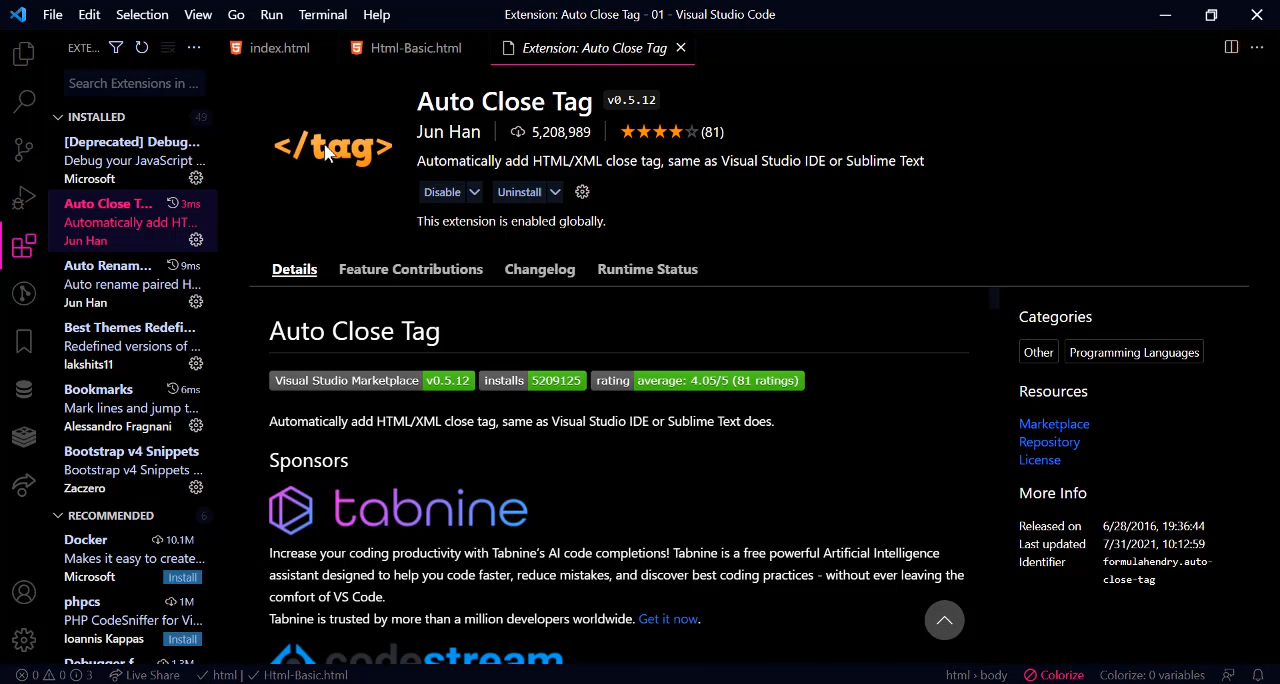 File Edit Selection View Go Run Terminal Help
Extension: Auto Close Tag - 01 - Visual Studio Code
EXTE...
index.html
Html-Basic.html
Extension: Auto Close Tag
Search Extensions in ...
INSTALLED 49
[Deprecated] Debug...
Debug your JavaScript ...
Microsoft
Auto Close T... 3ms
Automatically add HT...
Jun Han
Auto Renam... 9ms
Auto rename paired H...
Jun Han
Best Themes Redefi...
Redefined versions of ...
lakshits11
Bookmarks 6ms
Mark lines and jump t...
Alessandro Fragnani
Bootstrap v4 Snippets
Bootstrap v4 Snippets ...
Zaczero
RECOMMENDED 6
Docker 10.1M
Makes it easy to create...
Microsoft Install
phpcs 1M
PHP CodeSniffer for Vi...
Ioannis Kappas Install
</tag>
Auto Close Tag v0.5.12
Jun Han 5,208,989 (81)
Automatically add HTML/XML close tag, same as Visual Studio IDE or Sublime Text
Disable Uninstall
This extension is enabled globally.
Details Feature Contributions Changelog Runtime Status
Auto Close Tag
Visual Studio Marketplace v0.5.12 installs 5209125 rating average: 4.05/5 (81 ratings)
Automatically add HTML/XML close tag, same as Visual Studio IDE or Sublime Text does.
Sponsors
tabnine
Increase your coding productivity with Tabnine's AI code completions! Tabnine is a free powerful Artificial Intelligence
assistant designed to help you code faster, reduce mistakes, and discover best coding practices - without ever leaving the
comfort of VS Code.
Tabnine is trusted by more than a million developers worldwide. Get it now.
codestream
Categories
Other Programming Languages
Resources
Marketplace
Repository
License
More Info
Released on 6/28/2016, 19:36:44
Last updated 7/31/2021, 10:12:59
Identifier formulahendry.auto-
close-tag
0 0 3 Live Share html | Html-Basic.html
html › body Colorize Colorize: 0 variables